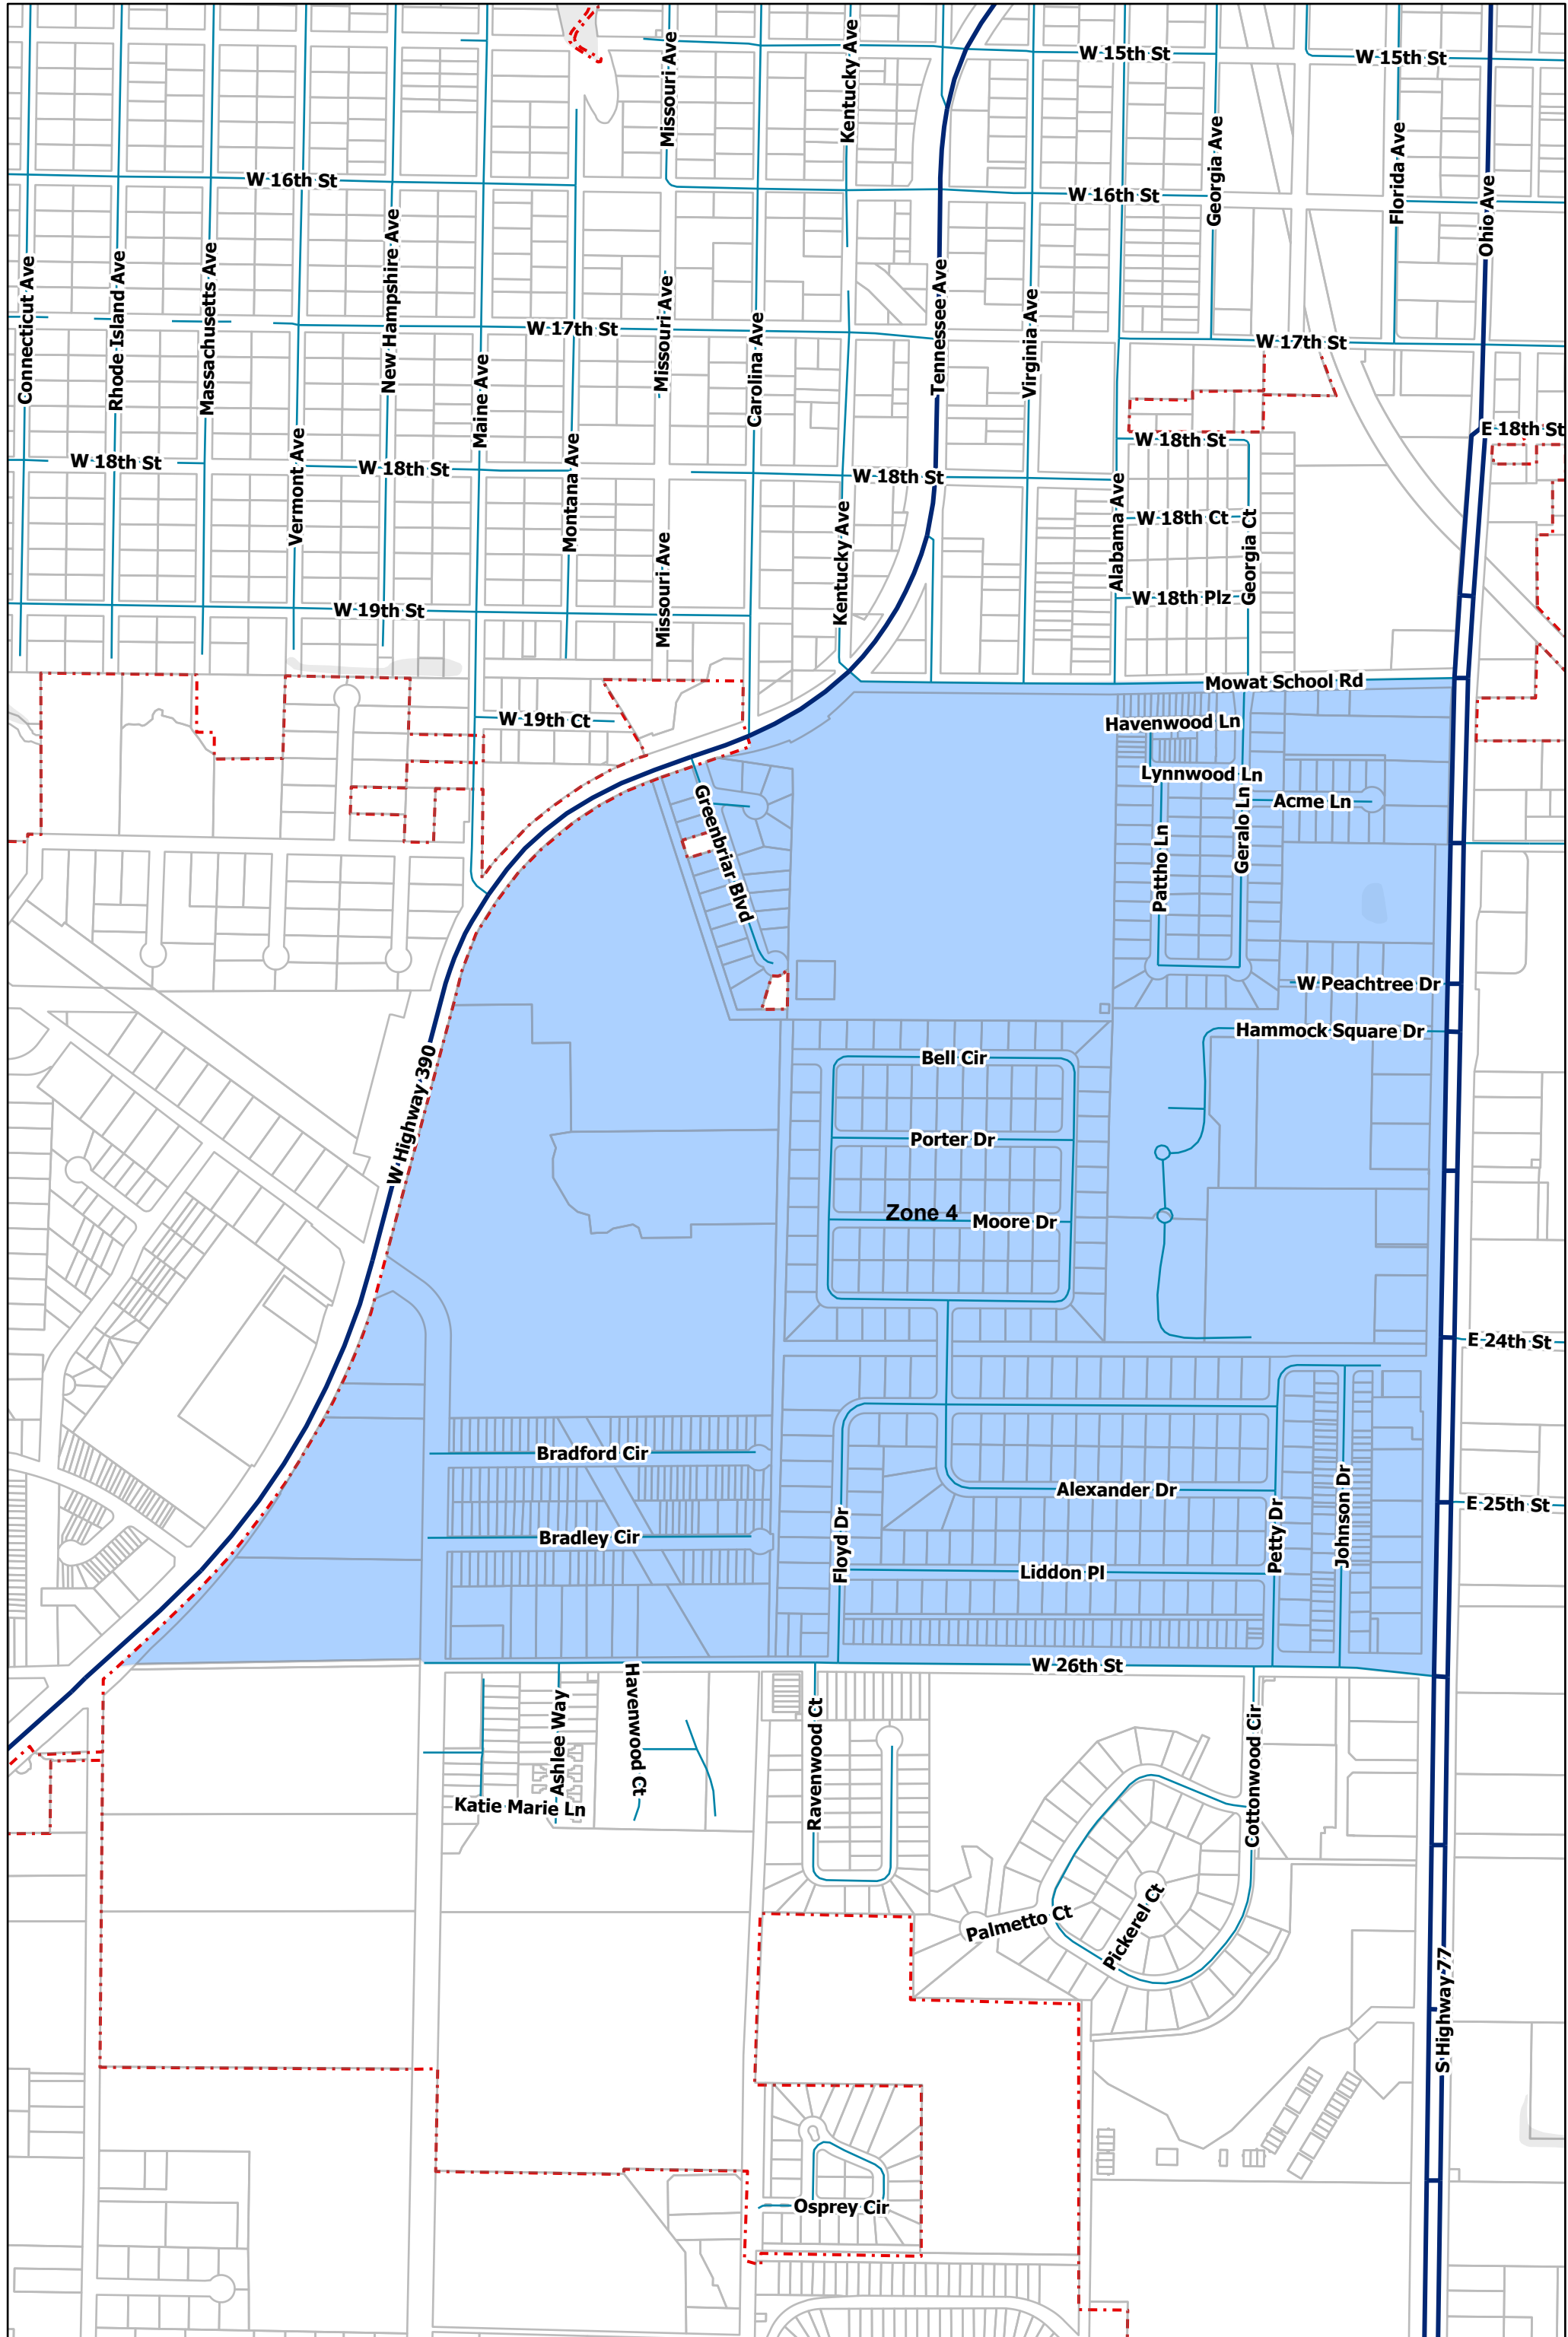 Missouri Ave
Kentucky Ave
W 15th St
W 15th St
W 16th St
W 16th St
Georgia Ave
Florida Ave
Ohio Ave
Connecticut Ave
Rhode Island Ave
Massachusetts Ave
New Hampshire Ave
Maine Ave
W 17th St
Missouri Ave
Carolina Ave
Tennessee Ave
Virginia Ave
W 17th St
E 18th St
W 18th St
Vermont Ave
W 18th St
Montana Ave
W 18th St
W 18th St
Alabama Ave
W 18th Ct
Georgia Ct
W 18th Plz
Kentucky Ave
Missouri Ave
W 19th St
Mowat School Rd
W 19th Ct
Havenwood Ln
Lynnwood Ln
Acme Ln
Greenbriar Blvd
Pattho Ln
Geralo Ln
W Peachtree Dr
Hammock Square Dr
W Highway 390
Bell Cir
Porter Dr
Zone 4
Moore Dr
E 24th St
Bradford Cir
Alexander Dr
Johnson Dr
E 25th St
Bradley Cir
Floyd Dr
Petty Dr
Liddon Pl
W 26th St
Ashlee Way
Havenwood Ct
Ravenwood Ct
Cottonwood Cir
Katie Marie Ln
Palmetto Ct
Pickerel Ct
S Highway 77
Osprey Cir